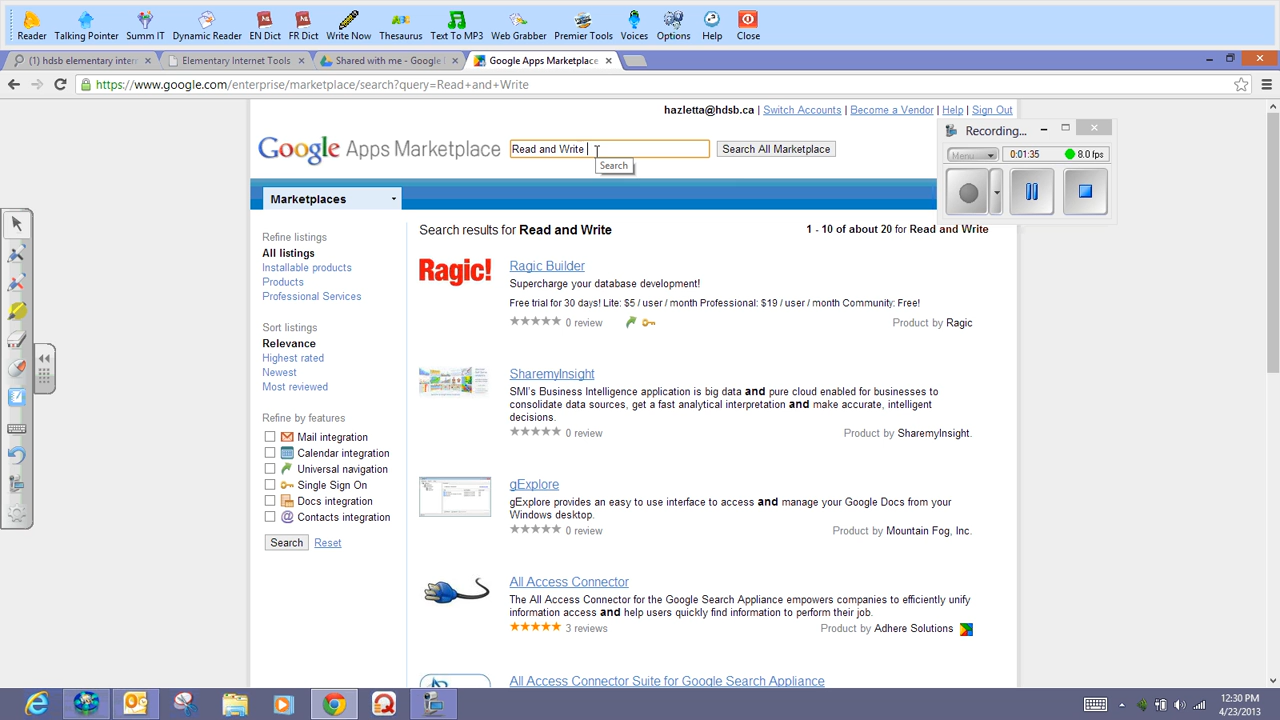 Reader Talking Pointer Summ IT Dynamic Reader EN Dict FR Dict Write Now Thesaurus Text To MP3 Web Grabber Premier Tools Voices Help Options Close
(1) hdsb elementary inter × Elementary Internet Tools × Shared with me - Google × Google Apps Marketplace ×
https://www.google.com/enterprise/marketplace/search?query=Read+and+Write
hazletta@hdsb.ca | Switch Accounts | Become a Vendor | Help | Sign Out
Recording...
Google Apps Marketplace Read and Write Search All Marketplace
Menu 0:01:35 8.0 fps
Search
Marketplaces
Search results for Read and Write 1 - 10 of about 20 for Read and Write
Refine listings
All listings
Installable products
Products
Professional Services
Sort listings
Relevance
Highest rated
Newest
Most reviewed
Refine by features
Mail integration
Calendar integration
Universal navigation
Single Sign On
Docs integration
Contacts integration
Search Reset
Ragic!
Ragic Builder
Supercharge your database development!
Free trial for 30 days! Lite: $5 / user / month Professional: $19 / user / month Community: Free!
0 review Product by Ragic
SharemyInsight
SMI's Business Intelligence application is big data and pure cloud enabled for businesses to
consolidate data sources, get a fast analytical interpretation and make accurate, intelligent
decisions.
0 review Product by SharemyInsight.
gExplore
gExplore provides an easy to use interface to access and manage your Google Docs from your
Windows desktop.
0 review Product by Mountain Fog, Inc.
All Access Connector
The All Access Connector for the Google Search Appliance empowers companies to efficiently unify
information access and help users quickly find information to perform their job.
3 reviews Product by Adhere Solutions
All Access Connector Suite for Google Search Appliance
12:30 PM
4/23/2013